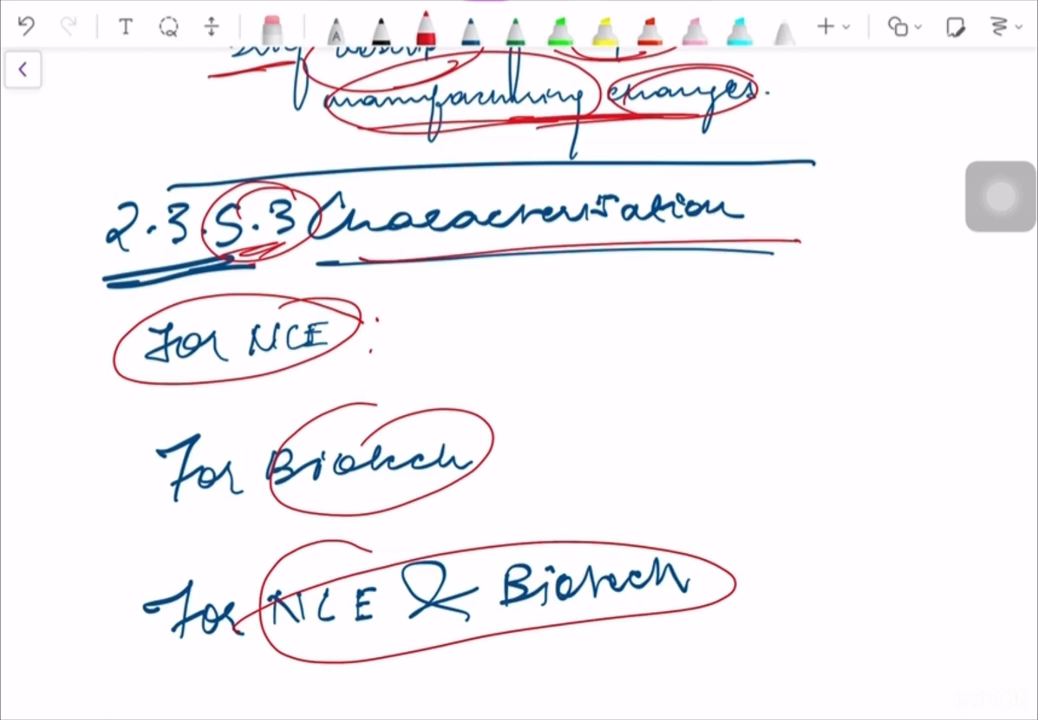 manufacturing changes.
2.3.S.3 Characterisation
For NCE :
For Biotech
For NCE & Biotech